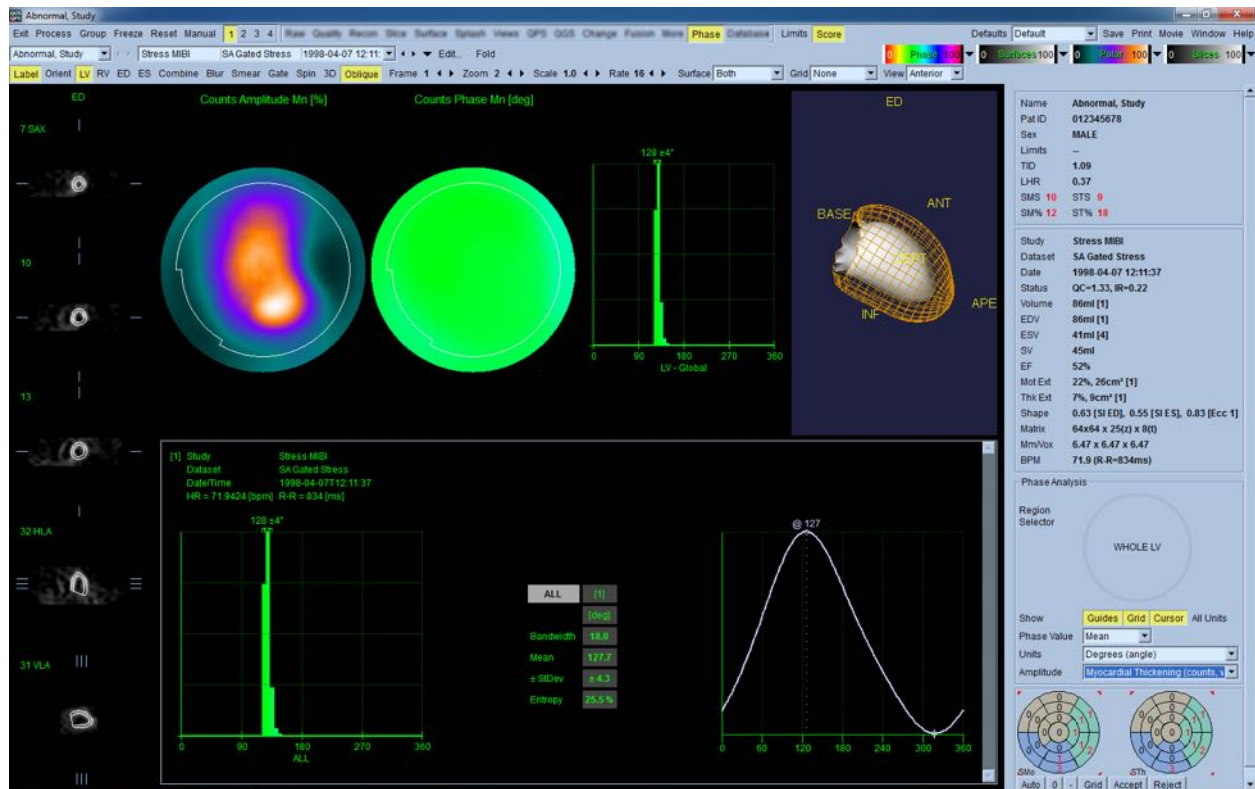 Abnormal, Study
Exit Process Group Freeze Reset Manual 1 2 3 4 Raw Quality Recon Slice Surface Splash Views QPS QGS Change Fusion More Phase Database Limits Score Defaults Default Save Print Movie Window Help
Abnormal, Study Stress MIBI SA Gated Stress 1998-04-07 12:11: Edit... Fold 0 Phase 100 0 Surfaces 100 0 Polar 100 0 Slices 100
Label Orient LV RV ED ES Combine Blur Smear Gate Spin 3D Oblique Frame 1 Zoom 2 Scale 1.0 Rate 16 Surface Both Grid None View Anterior
ED
7 SAX
10
13
32 HLA
31 VLA
Counts Amplitude Mn [%]
Counts Phase Mn [deg]
128 ±4°
0 90 180 270 360
LV - Global
ED
BASE
ANT
SEPT
INF
APE
[1] Study Stress MIBI
Dataset SA Gated Stress
Date/Time 1998-04-07T12:11:37
HR = 71.9424 [bpm] R-R = 834 [ms]
128 ±4°
0 90 180 270 360
ALL
ALL [1]
[deg]
Bandwidth 18.0
Mean 127.7
± StDev ± 4.3
Entropy 25.5 %
@ 127
0 60 120 180 240 300 360
Name Abnormal, Study
Pat ID 012345678
Sex MALE
Limits --
TID 1.09
LHR 0.37
SMS 10 STS 9
SM% 12 ST% 18
Study Stress MIBI
Dataset SA Gated Stress
Date 1998-04-07 12:11:37
Status QC=1.33, IR=0.22
Volume 86ml [1]
EDV 86ml [1]
ESV 41ml [4]
SV 45ml
EF 52%
Mot Ext 22%, 26cm² [1]
Thk Ext 7%, 9cm² [1]
Shape 0.63 [SI ED], 0.55 [SI ES], 0.83 [Ecc 1]
Matrix 64x64 x 25(z) x 8(t)
Mm/Vox 6.47 x 6.47 x 6.47
BPM 71.9 (R-R=834ms)
Phase Analysis
Region
Selector
WHOLE LV
Show Guides Grid Cursor All Units
Phase Value Mean
Units Degrees (angle)
Amplitude Myocardial Thickening (counts, v
SMo STh
Auto 0 - Grid Accept Reject